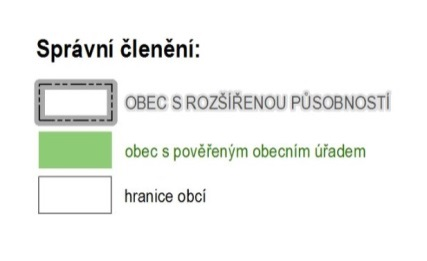 Správní členění:
OBEC S ROZŠÍŘENOU PŮSOBNOSTÍ
obec s pověřeným obecním úřadem
hranice obcí